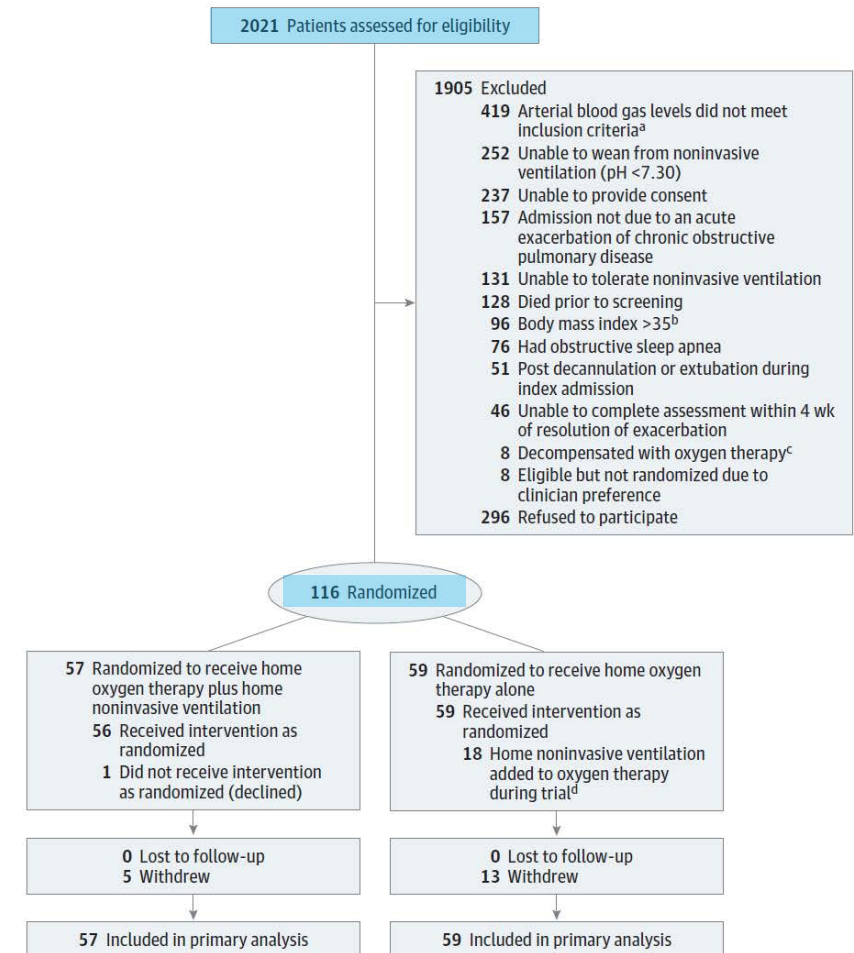 2021 Patients assessed for eligibility
1905 Excluded
419 Arterial blood gas levels did not meet
inclusion criteriaᵃ
252 Unable to wean from noninvasive
ventilation (pH <7.30)
237 Unable to provide consent
157 Admission not due to an acute
exacerbation of chronic obstructive
pulmonary disease
131 Unable to tolerate noninvasive ventilation
128 Died prior to screening
96 Body mass index >35ᵇ
76 Had obstructive sleep apnea
51 Post decannulation or extubation during
index admission
46 Unable to complete assessment within 4 wk
of resolution of exacerbation
8 Decompensated with oxygen therapyᶜ
8 Eligible but not randomized due to
clinician preference
296 Refused to participate
116 Randomized
57 Randomized to receive home
oxygen therapy plus home
noninvasive ventilation
56 Received intervention as
randomized
1 Did not receive intervention
as randomized (declined)
59 Randomized to receive home oxygen
therapy alone
59 Received intervention as
randomized
18 Home noninvasive ventilation
added to oxygen therapy
during trialᵈ
0 Lost to follow-up
5 Withdrew
0 Lost to follow-up
13 Withdrew
57 Included in primary analysis
59 Included in primary analysis